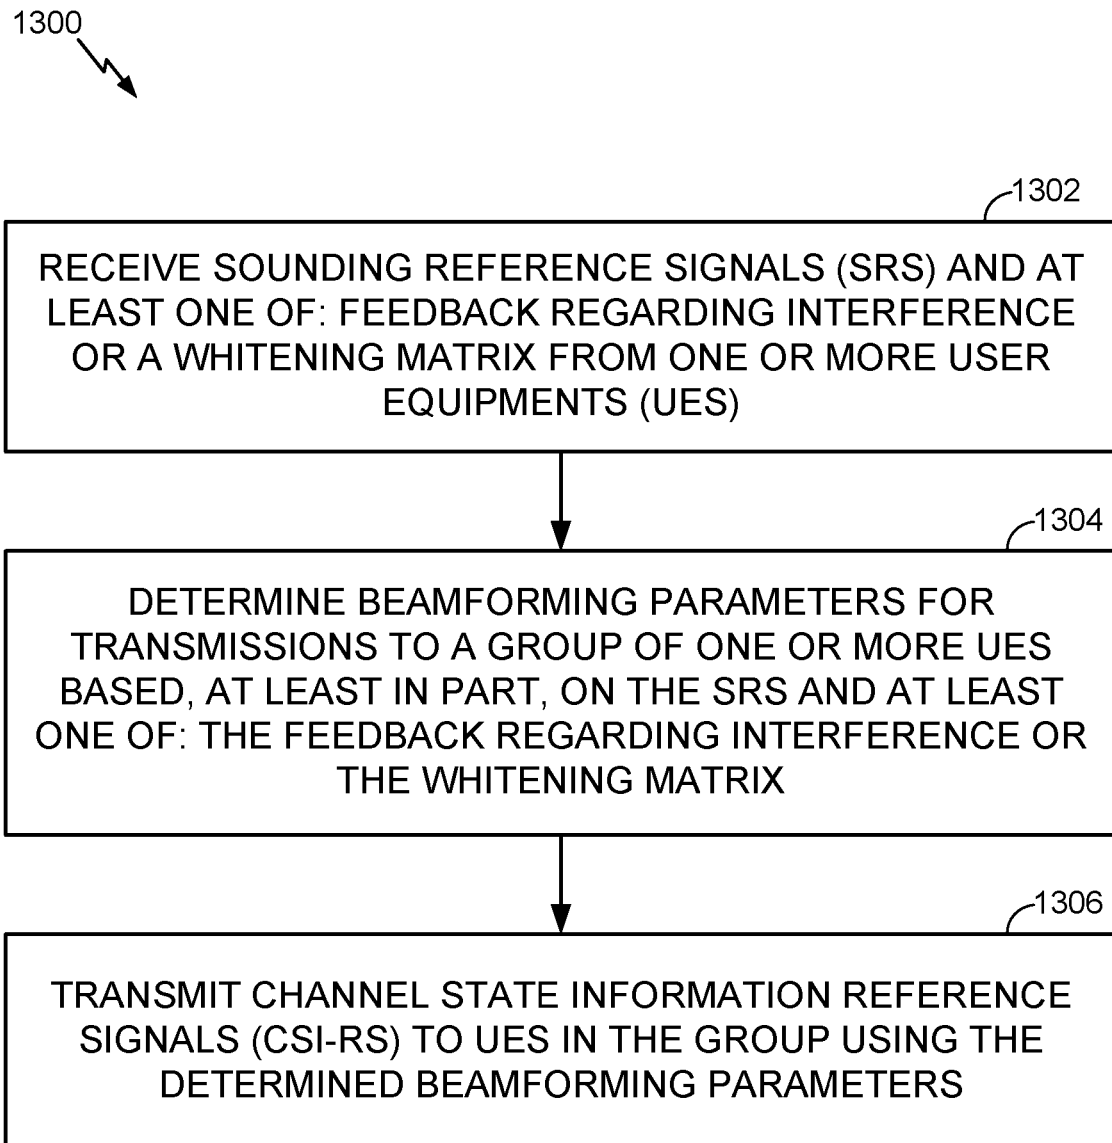 1300
1302
RECEIVE SOUNDING REFERENCE SIGNALS (SRS) AND AT
LEAST ONE OF: FEEDBACK REGARDING INTERFERENCE
OR A WHITENING MATRIX FROM ONE OR MORE USER
EQUIPMENTS (UES)
1304
DETERMINE BEAMFORMING PARAMETERS FOR
TRANSMISSIONS TO A GROUP OF ONE OR MORE UES
BASED, AT LEAST IN PART, ON THE SRS AND AT LEAST
ONE OF: THE FEEDBACK REGARDING INTERFERENCE OR
THE WHITENING MATRIX
1306
TRANSMIT CHANNEL STATE INFORMATION REFERENCE
SIGNALS (CSI-RS) TO UES IN THE GROUP USING THE
DETERMINED BEAMFORMING PARAMETERS